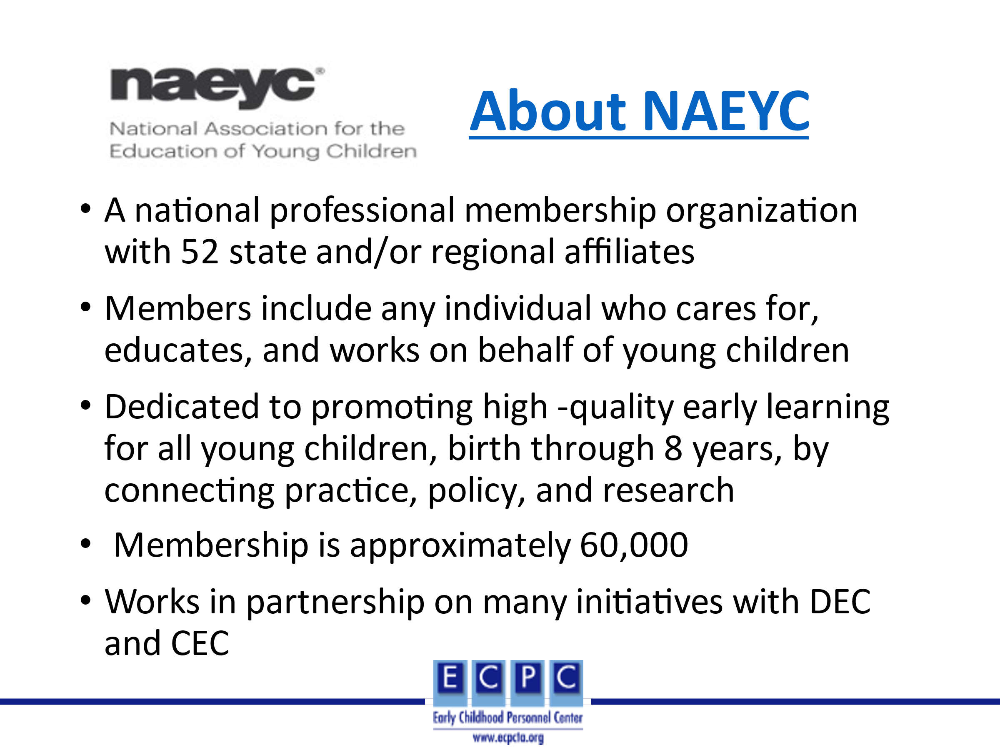 naeyc®
National Association for the
Education of Young Children
About NAEYC
• A national professional membership organization
with 52 state and/or regional affiliates
• Members include any individual who cares for,
educates, and works on behalf of young children
• Dedicated to promoting high -quality early learning
for all young children, birth through 8 years, by
connecting practice, policy, and research
• Membership is approximately 60,000
• Works in partnership on many initiatives with DEC
and CEC
E C P C
Early Childhood Personnel Center
www.ecpcta.org